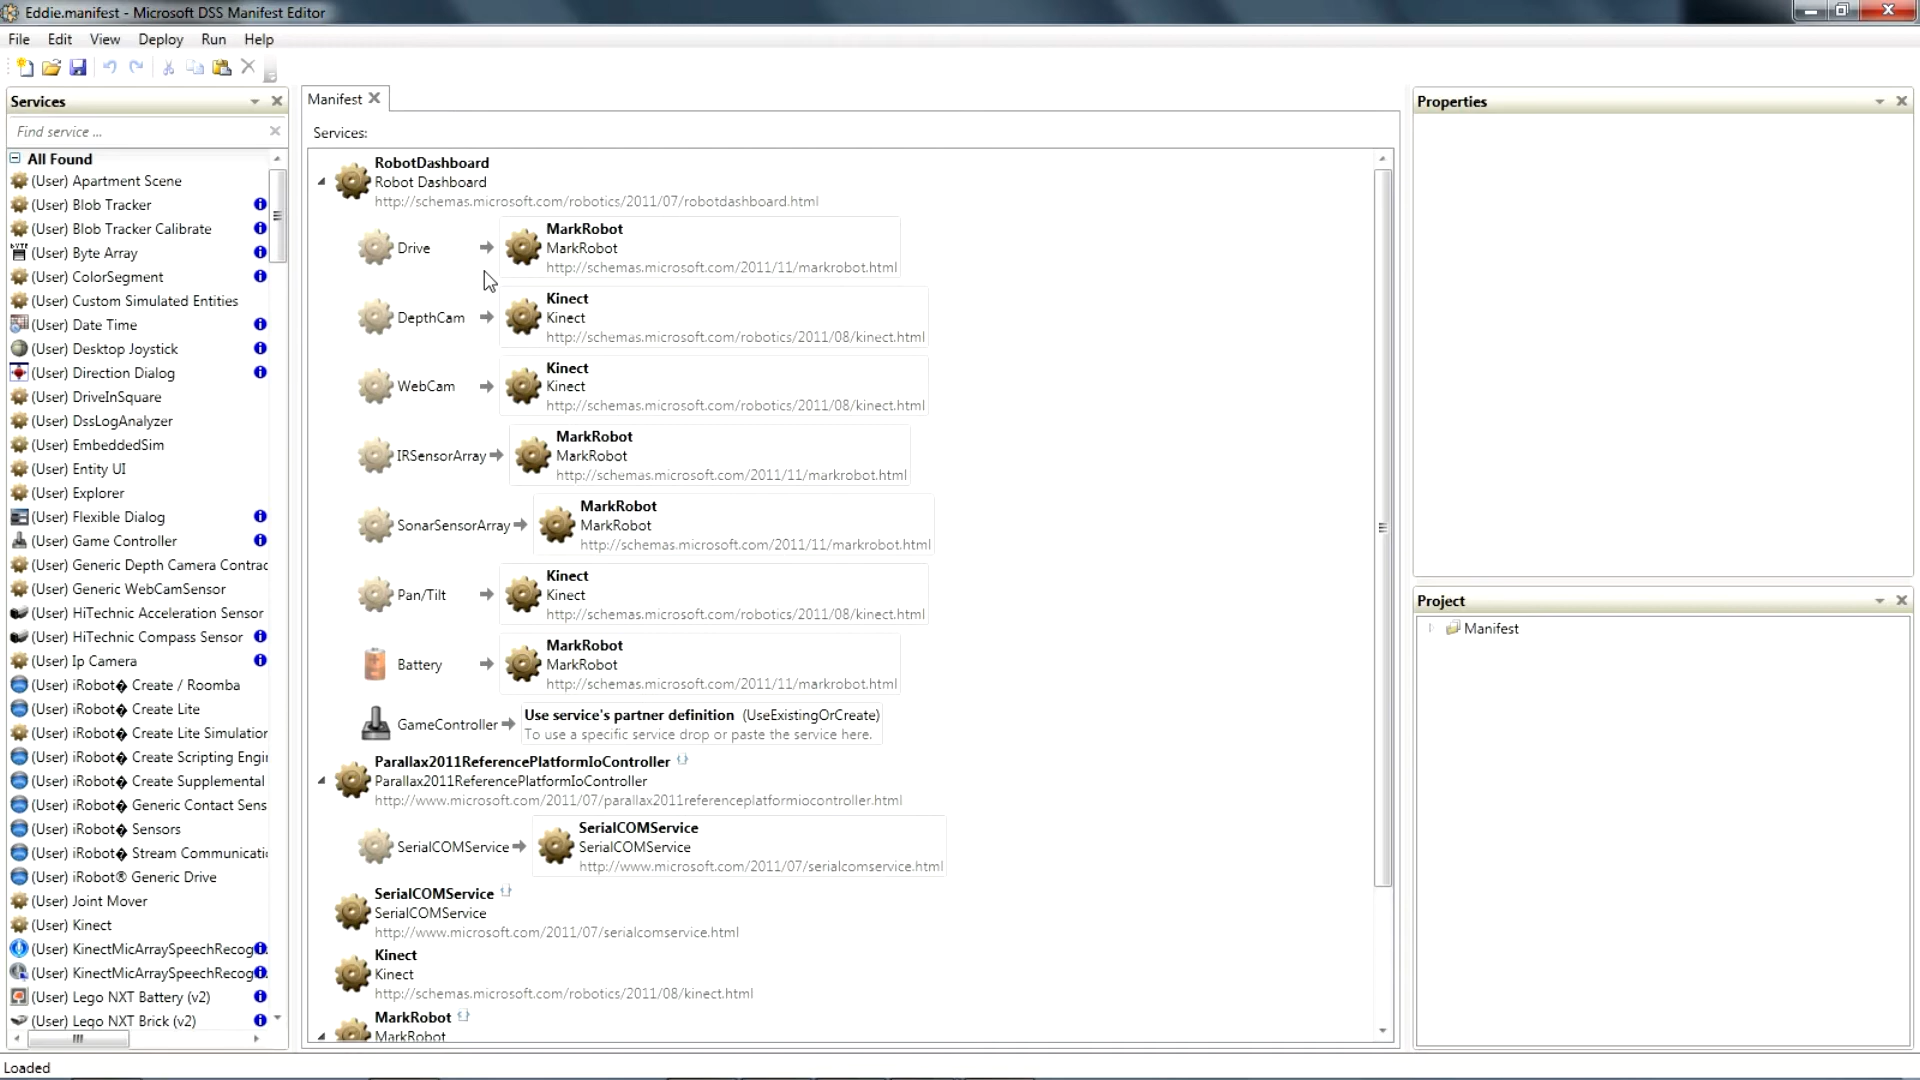 Eddie.manifest - Microsoft DSS Manifest Editor
File Edit View Deploy Run Help
Services
Find service ...
All Found
(User) Apartment Scene
(User) Blob Tracker
(User) Blob Tracker Calibrate
(User) Byte Array
(User) ColorSegment
(User) Custom Simulated Entities
(User) Date Time
(User) Desktop Joystick
(User) Direction Dialog
(User) DriveInSquare
(User) DssLogAnalyzer
(User) EmbeddedSim
(User) Entity UI
(User) Explorer
(User) Flexible Dialog
(User) Game Controller
(User) Generic Depth Camera Contrac
(User) Generic WebCamSensor
(User) HiTechnic Acceleration Sensor
(User) HiTechnic Compass Sensor
(User) Ip Camera
(User) iRobot� Create / Roomba
(User) iRobot� Create Lite
(User) iRobot� Create Lite Simulation
(User) iRobot� Create Scripting Engi
(User) iRobot� Create Supplemental
(User) iRobot� Generic Contact Sens
(User) iRobot� Sensors
(User) iRobot� Stream Communicati
(User) iRobot® Generic Drive
(User) Joint Mover
(User) Kinect
(User) KinectMicArraySpeechRecog
(User) KinectMicArraySpeechRecog
(User) Lego NXT Battery (v2)
(User) Lego NXT Brick (v2)
Manifest
Services:
RobotDashboard
Robot Dashboard
http://schemas.microsoft.com/robotics/2011/07/robotdashboard.html
Drive
MarkRobot
MarkRobot
http://schemas.microsoft.com/2011/11/markrobot.html
DepthCam
Kinect
Kinect
http://schemas.microsoft.com/robotics/2011/08/kinect.html
WebCam
Kinect
Kinect
http://schemas.microsoft.com/robotics/2011/08/kinect.html
IRSensorArray
MarkRobot
MarkRobot
http://schemas.microsoft.com/2011/11/markrobot.html
SonarSensorArray
MarkRobot
MarkRobot
http://schemas.microsoft.com/2011/11/markrobot.html
Pan/Tilt
Kinect
Kinect
http://schemas.microsoft.com/robotics/2011/08/kinect.html
Battery
MarkRobot
MarkRobot
http://schemas.microsoft.com/2011/11/markrobot.html
GameController
Use service's partner definition (UseExistingOrCreate)
To use a specific service drop or paste the service here.
Parallax2011ReferencePlatformIoController
Parallax2011ReferencePlatformIoController
http://www.microsoft.com/2011/07/parallax2011referenceplatformiocontroller.html
SerialCOMService
SerialCOMService
SerialCOMService
http://www.microsoft.com/2011/07/serialcomservice.html
SerialCOMService
SerialCOMService
http://www.microsoft.com/2011/07/serialcomservice.html
Kinect
Kinect
http://schemas.microsoft.com/robotics/2011/08/kinect.html
MarkRobot
MarkRobot
Properties
Project
Manifest
Loaded